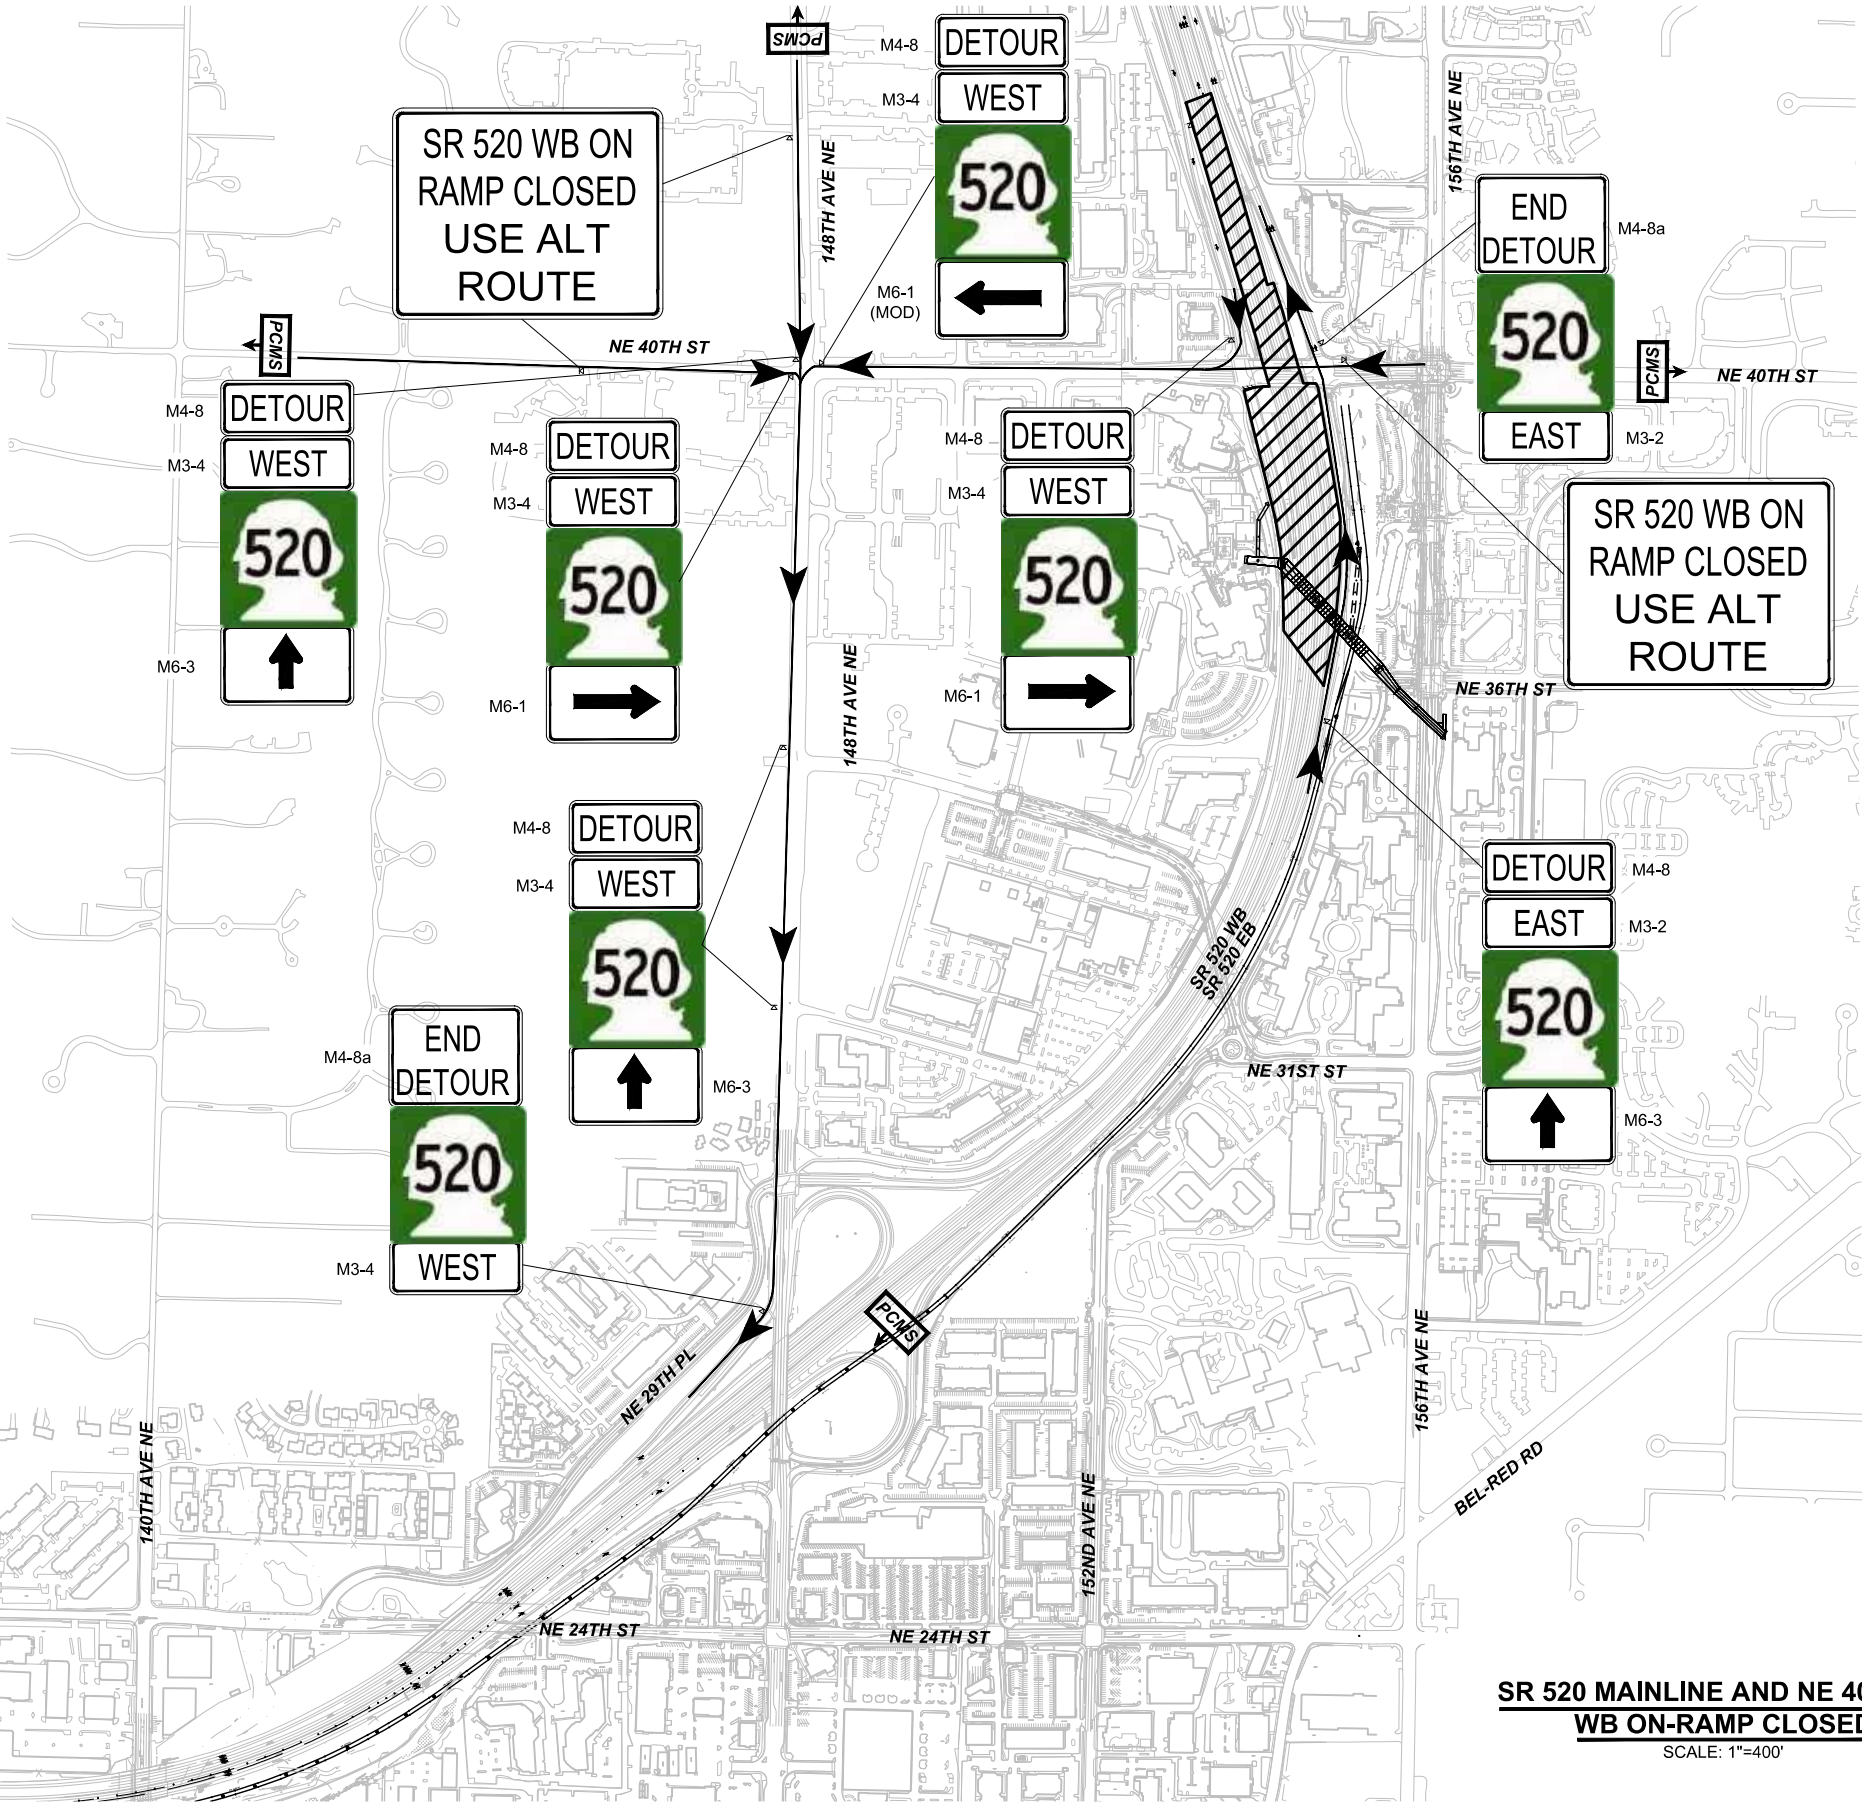 PCMS
M4-8
DETOUR
M3-4
WEST
520
M6-1
(MOD)
148TH AVE NE
156TH AVE NE
SR 520 WB ON
RAMP CLOSED
USE ALT
ROUTE
END
DETOUR
M4-8a
520
EAST
M3-2
PCMS
NE 40TH ST
PCMS
NE 40TH ST
M4-8
DETOUR
M3-4
WEST
520
M6-3
M4-8
DETOUR
M3-4
WEST
520
M6-1
M4-8
DETOUR
M3-4
WEST
520
M6-1
SR 520 WB ON
RAMP CLOSED
USE ALT
ROUTE
NE 36TH ST
148TH AVE NE
M4-8
DETOUR
M3-4
WEST
520
M6-3
DETOUR
M4-8
EAST
M3-2
520
M6-3
SR 520 WB
SR 520 EB
NE 31ST ST
M4-8a
END
DETOUR
520
M3-4
WEST
PCMS
NE 29TH PL
140TH AVE NE
152ND AVE NE
156TH AVE NE
BEL-RED RD
NE 24TH ST
NE 24TH ST
SR 520 MAINLINE AND NE 40
WB ON-RAMP CLOSED
SCALE: 1"=400'